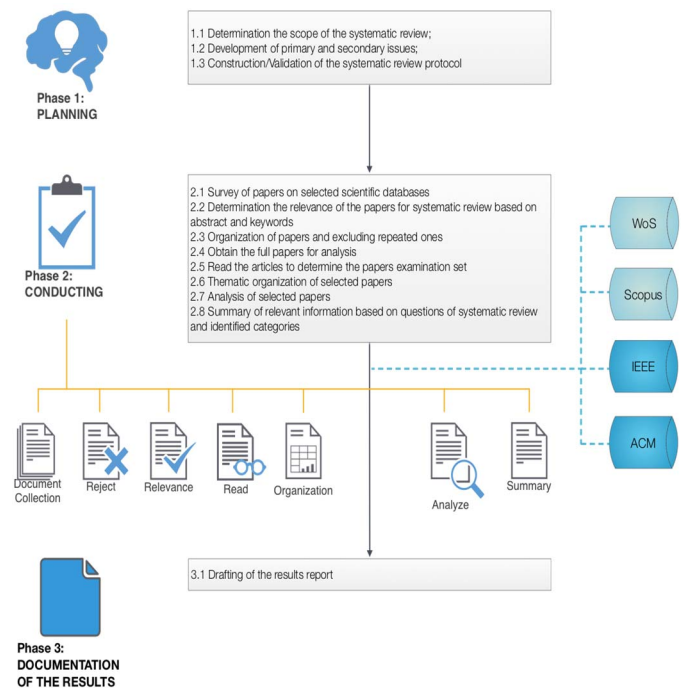 1.1 Determination the scope of the systematic review;
1.2 Development of primary and secondary issues;
1.3 Construction/Validation of the systematic review protocol
Phase 1:
PLANNING
2.1 Survey of papers on selected scientific databases
2.2 Determination the relevance of the papers for systematic review based on
abstract and keywords
2.3 Organization of papers and excluding repeated ones
2.4 Obtain the full papers for analysis
2.5 Read the articles to determine the papers examination set
2.6 Thematic organization of selected papers
2.7 Analysis of selected papers
2.8 Summary of relevant information based on questions of systematic review
and identified categories
Phase 2:
CONDUCTING
WoS
Scopus
IEEE
ACM
Document
Collection
Reject
Relevance
Read
Organization
Analyze
Summary
3.1 Drafting of the results report
Phase 3:
DOCUMENTATION
OF THE RESULTS